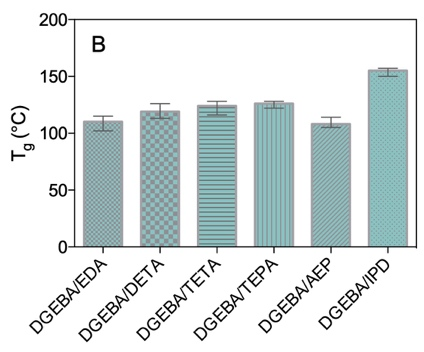 B
200
150
100
50
0
Tg (°C)
DGEBA/EDA
DGEBA/DETA
DGEBA/TETA
DGEBA/TEPA
DGEBA/AEP
DGEBA/IPD